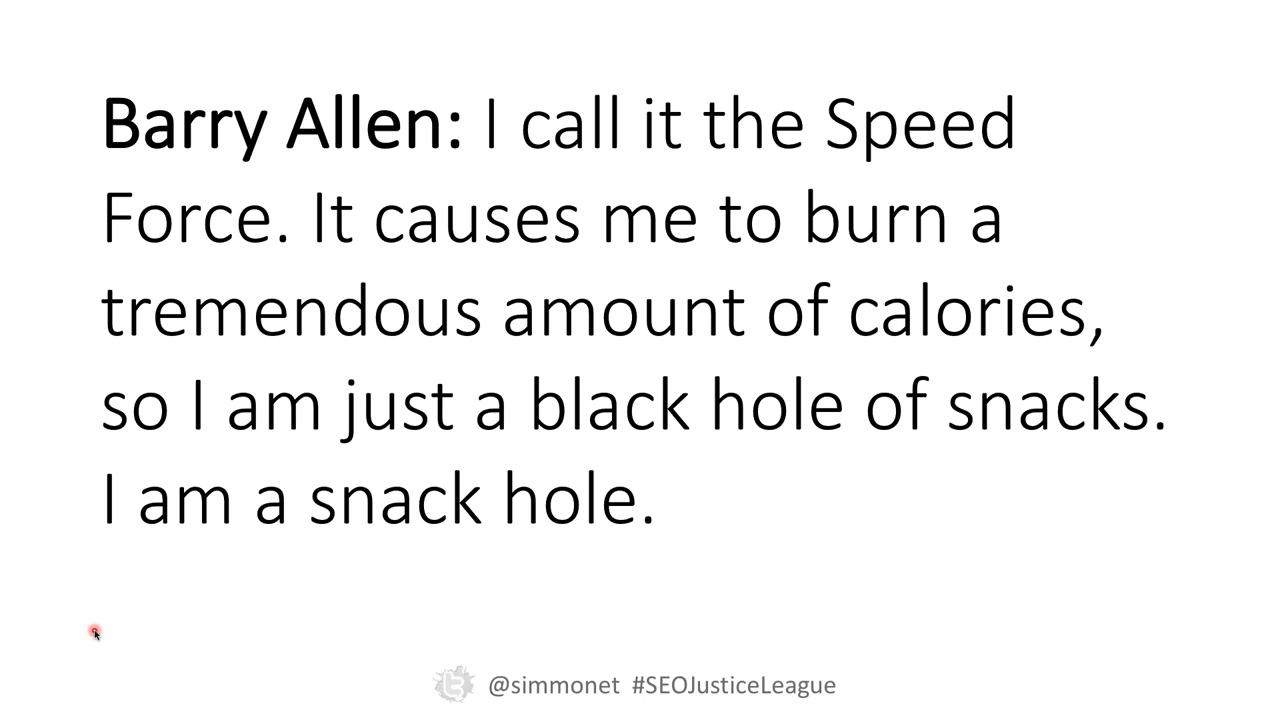 Barry Allen: I call it the Speed
Force. It causes me to burn a
tremendous amount of calories,
so I am just a black hole of snacks.
I am a snack hole.
@simmonet #SEOJusticeLeague